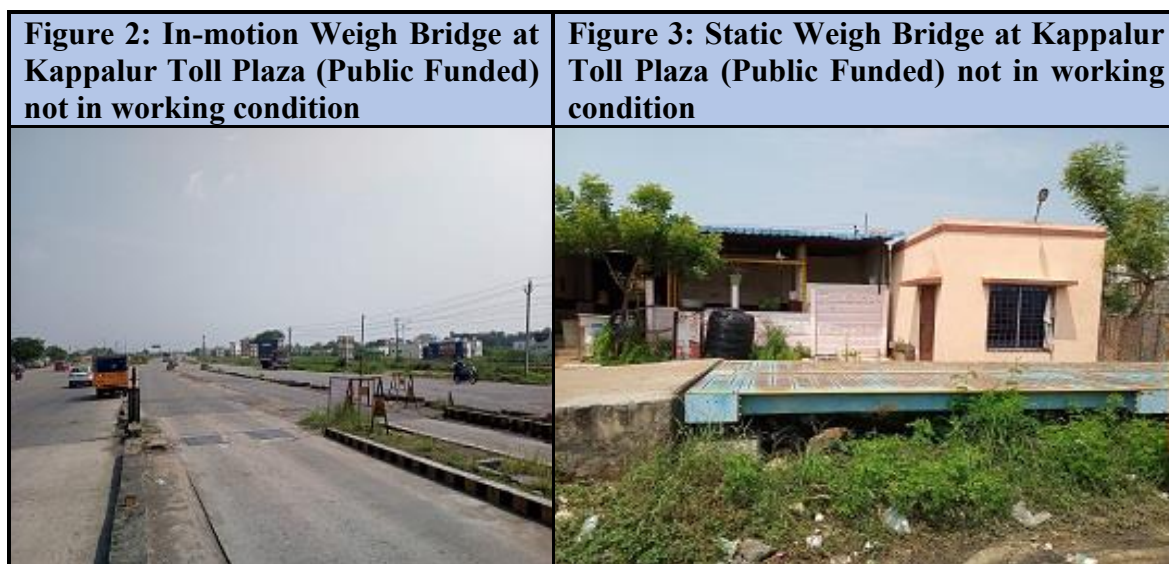 Figure 2: In-motion Weigh Bridge at
Kappalur Toll Plaza (Public Funded)
not in working condition
Figure 3: Static Weigh Bridge at Kappalur
Toll Plaza (Public Funded) not in working
condition